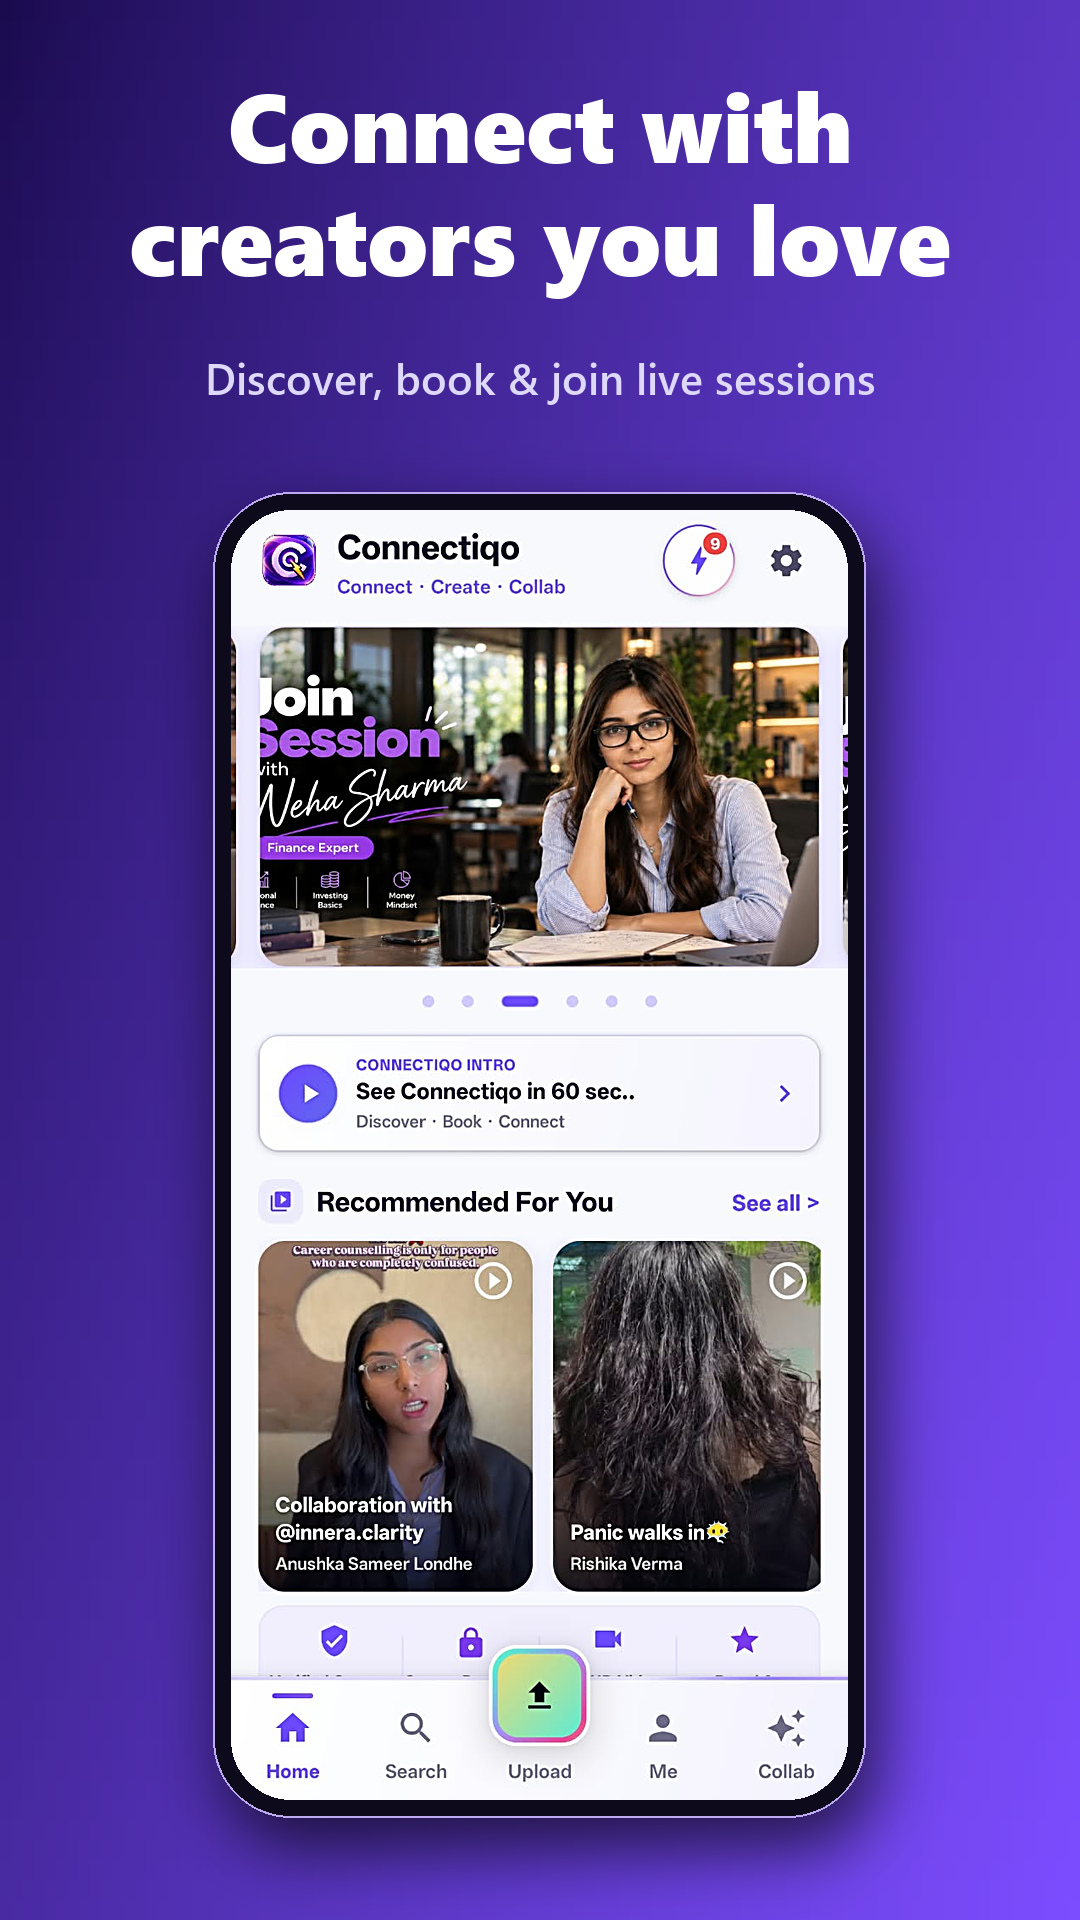 Connect with
creators you love
Discover, book & join live sessions
Connectiqo
9
Connect · Create · Collab
Join
Session
with
Neha Sharma
Finance Expert
Investing
Basics
Money
Mindset
CONNECTIQO INTRO
See Connectiqo in 60 sec..
Discover · Book · Connect
Recommended For You
See all >
Career counselling is only for people
who are completely confused.
Collaboration with
@innera.clarity
Anushka Sameer Londhe
Panic walks in
Rishika Verma
Home
Search
Upload
Me
Collab